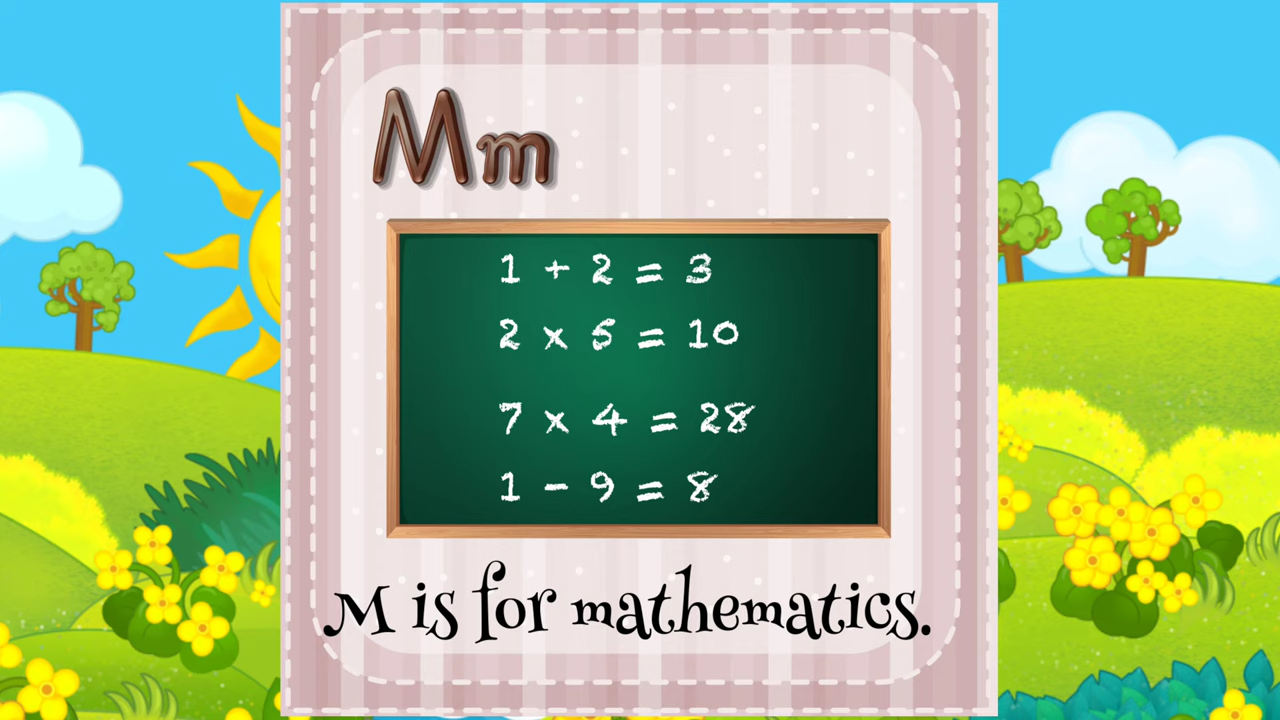 Mm
1 + 2 = 3
2 x 5 = 10
7 x 4 = 28
1 - 9 = 8
M is for mathematics.